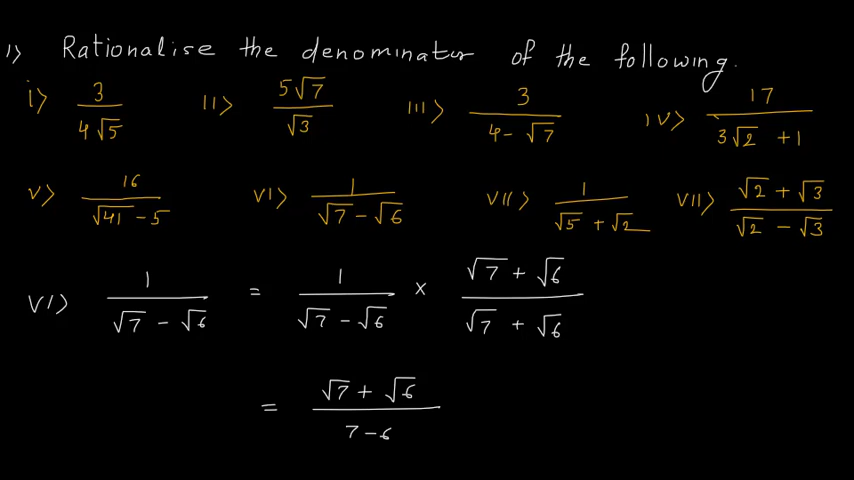 1) Rationalise the denominator of the following.
i> 3/4√5 ii> 5√7/√3 iii> 3/4-√7 iv> 17/3√2 +1
v> 16/√41 -5 vi> 1/√7 -√6 vii> 1/√5 +√2 vii> √2 +√3/√2 -√3
vi> 1/√7 -√6 = 1/√7 -√6 × √7 +√6/√7 +√6
= √7 + √6/7-6